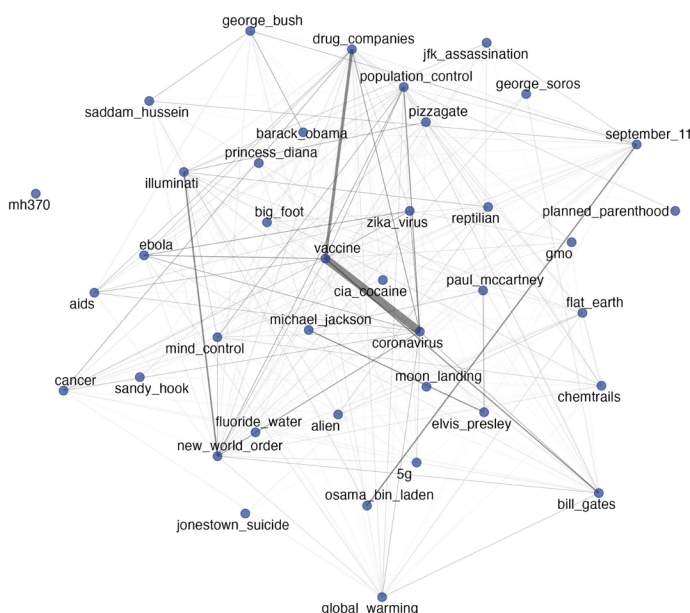 george_bush
drug_companies
jfk_assassination
population_control
george_soros
saddam_hussein
pizzagate
september_11
barack_obama
princess_diana
illuminati
mh370
big_foot
zika_virus
reptilian
planned_parenthood
ebola
vaccine
gmo
cia_cocaine
paul_mccartney
aids
flat_earth
michael_jackson
coronavirus
mind_control
cancer
sandy_hook
moon_landing
chemtrails
fluoride_water
alien
elvis_presley
new_world_order
5g
osama_bin_laden
bill_gates
jonestown_suicide
global_warming